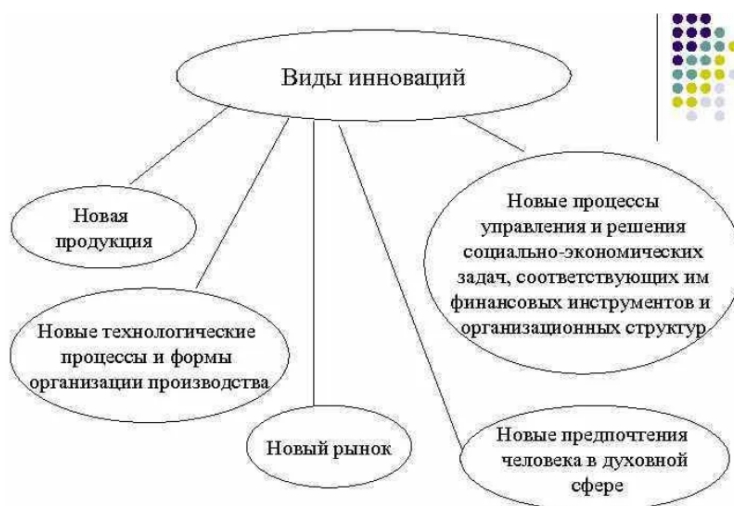 Виды инноваций
Новая
продукция
Новые технологические
процессы и формы
организации производства
Новый рынок
Новые предпочтения
человека в духовной
сфере
Новые процессы
управления и решения
социально-экономических
задач, соответствующих им
финансовых инструментов и
организационных структур